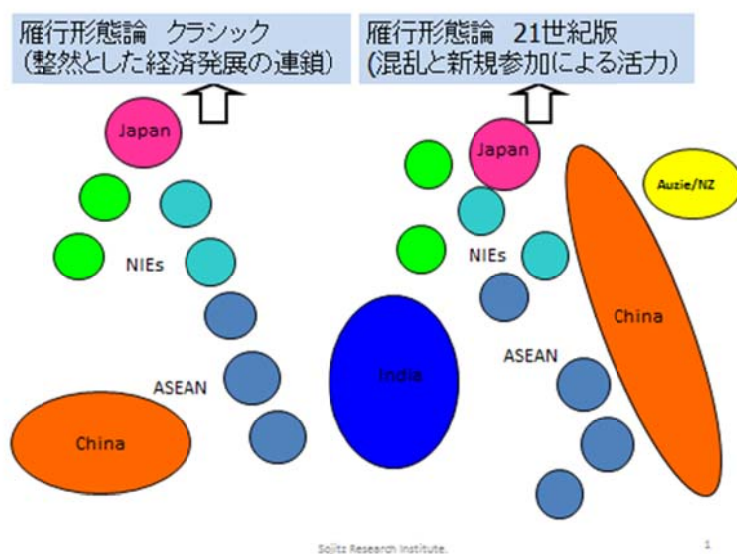 雁行形態論 クラシック
(整然とした経済発展の連鎖)
雁行形態論 21世紀版
(混乱と新規参加による活力)
Japan
NIEs
ASEAN
China
Japan
Auzie/NZ
NIEs
China
ASEAN
India
Sojitz Research Institute.
1